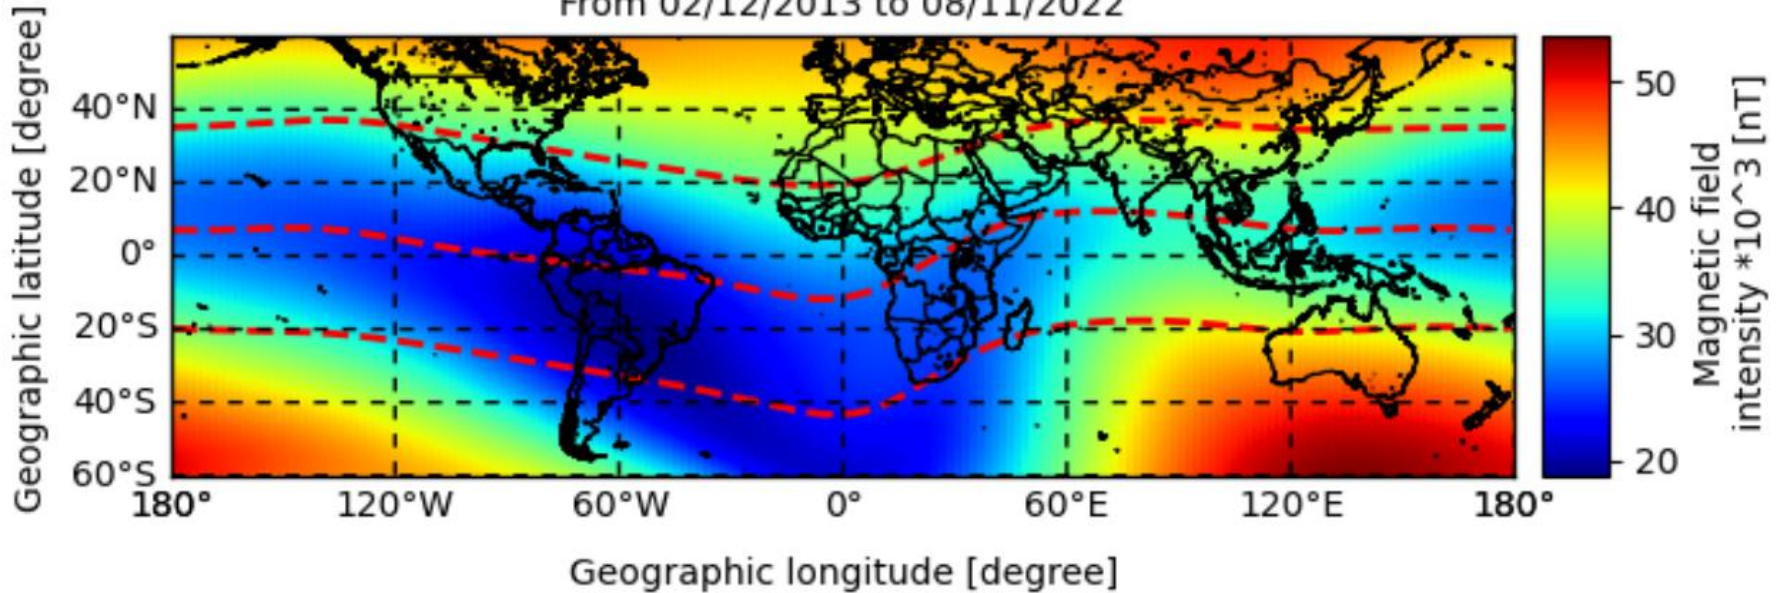 From 02/12/2013 to 08/11/2022
Geographic latitude [degree]
40°N
20°N
0°
20°S
40°S
60°S
180°
120°W
60°W
0°
60°E
120°E
180°
Geographic longitude [degree]
50
40
30
20
Magnetic field
intensity *10^3 [nT]